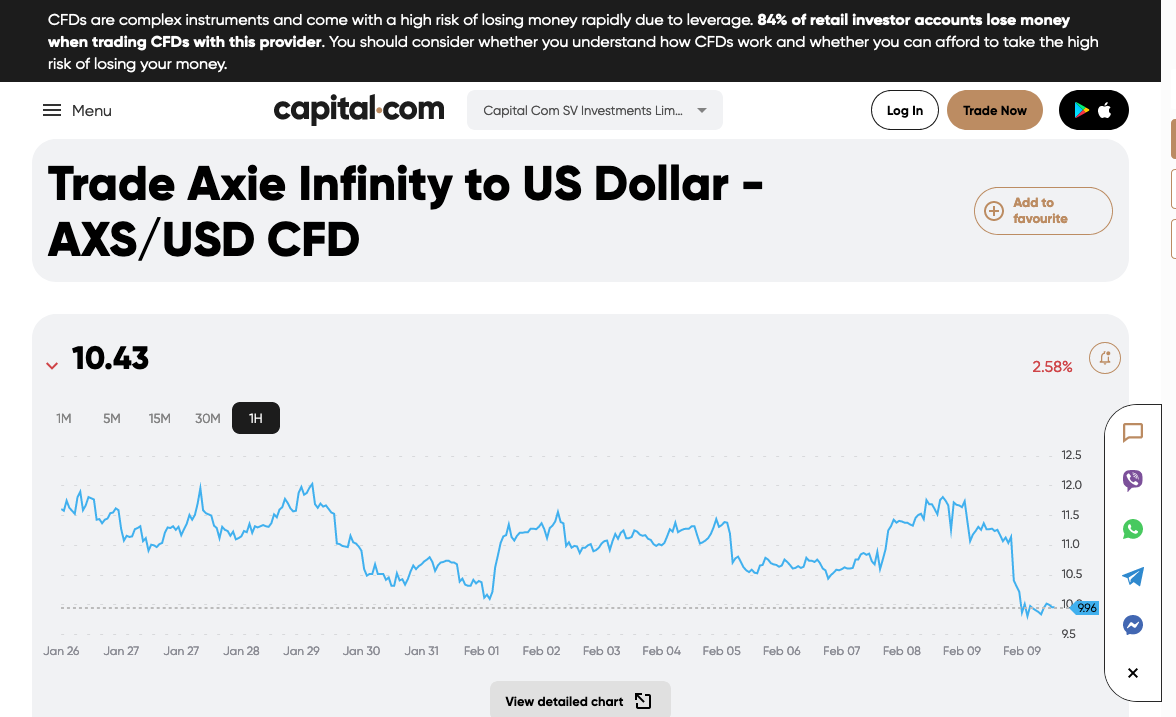 CFDs are complex instruments and come with a high risk of losing money rapidly due to leverage. 84% of retail investor accounts lose money
when trading CFDs with this provider. You should consider whether you understand how CFDs work and whether you can afford to take the high
risk of losing your money.
Menu
capital.com
Capital Com SV Investments Lim...
Log In
Trade Now
Trade Axie Infinity to US Dollar -
AXS/USD CFD
Add to
favourite
10.43
2.58%
1M 5M 15M 30M 1H
12.5
12.0
11.5
11.0
10.5
10.0
9.96
9.5
Jan 26 Jan 27 Jan 27 Jan 28 Jan 29 Jan 30 Jan 31 Feb 01 Feb 02 Feb 03 Feb 04 Feb 05 Feb 06 Feb 07 Feb 08 Feb 09 Feb 09
View detailed chart